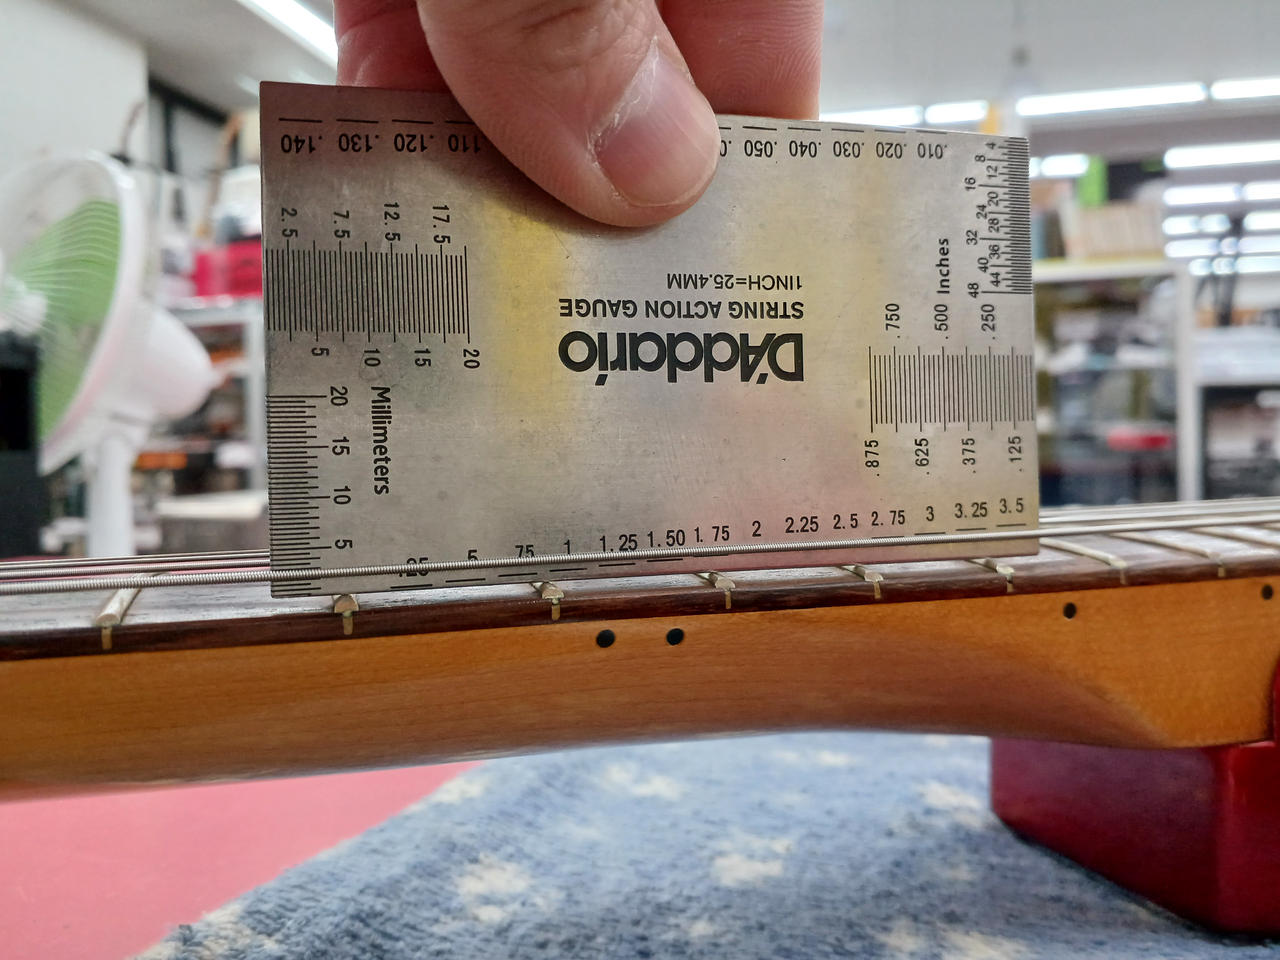 .140 .130 .120 .050 .040 .030 .020 .010
4 8 12 16 20 24 28 32 36 40 44 48
2.5 7.5 12.5 17.5
5 10 15 20
Millimeters
20 15 10 5
1INCH=25.4MM
STRING ACTION GAUGE
D'Addario
Inches
.750 .500 .250
.875 .625 .375 .125
1 1.25 1.50 1.75 2 2.25 2.5 2.75 3 3.25 3.5